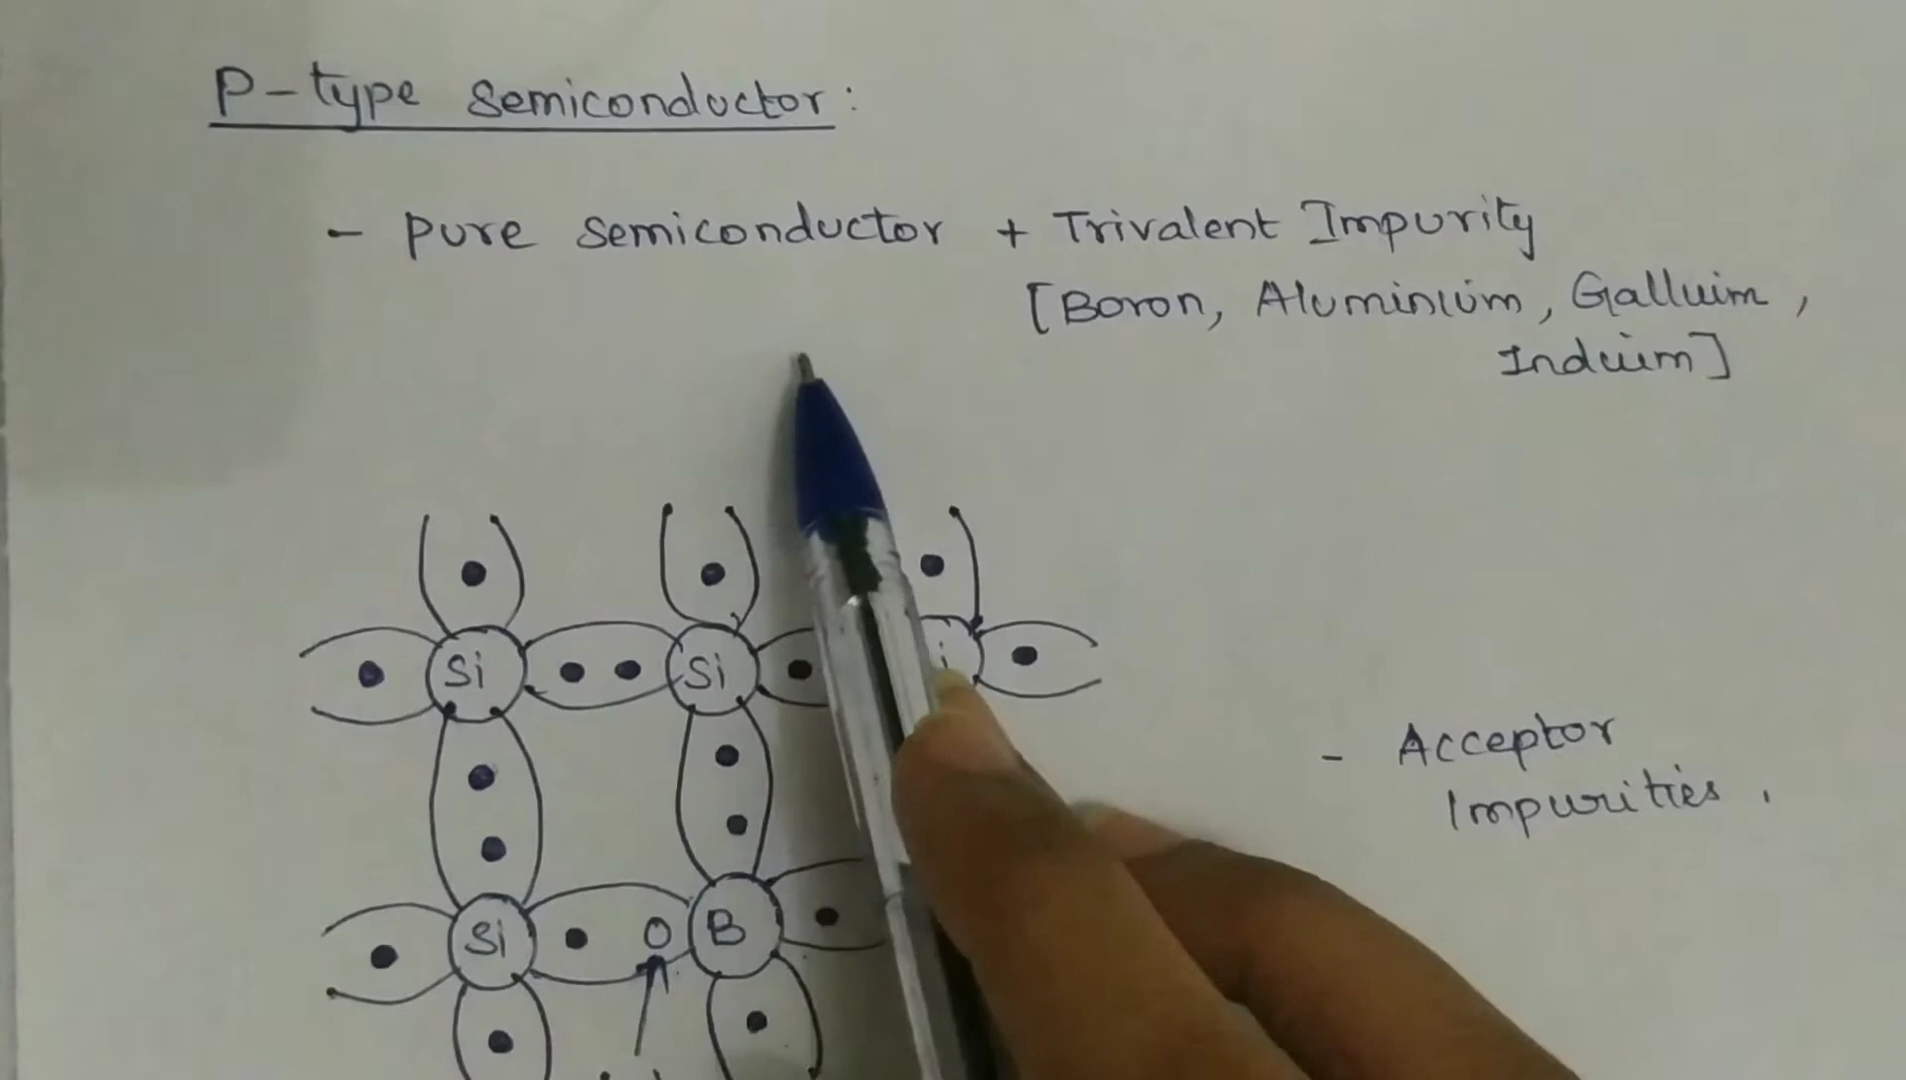 P-type semiconductor:
- pure semiconductor + Trivalent Impurity
[Boron, Aluminium, Galluim,
Induim]
Si Si i
- Acceptor
Impurities.
Si O B